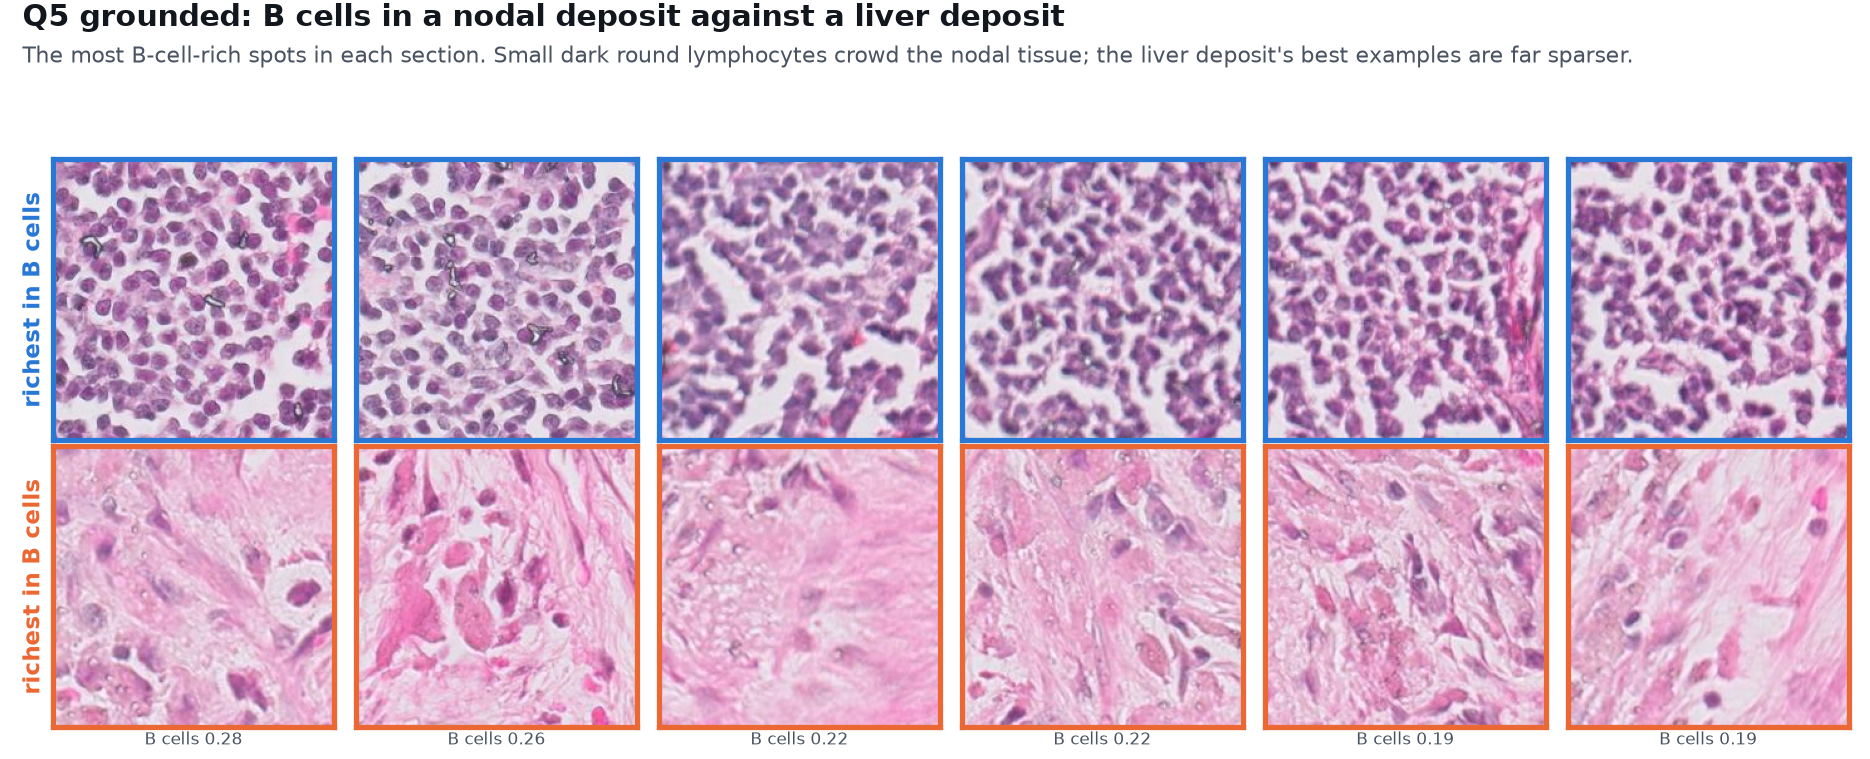 Q5 grounded: B cells in a nodal deposit against a liver deposit
The most B-cell-rich spots in each section. Small dark round lymphocytes crowd the nodal tissue; the liver deposit's best examples are far sparser.
richest in B cells
richest in B cells
B cells 0.28
B cells 0.26
B cells 0.22
B cells 0.22
B cells 0.19
B cells 0.19